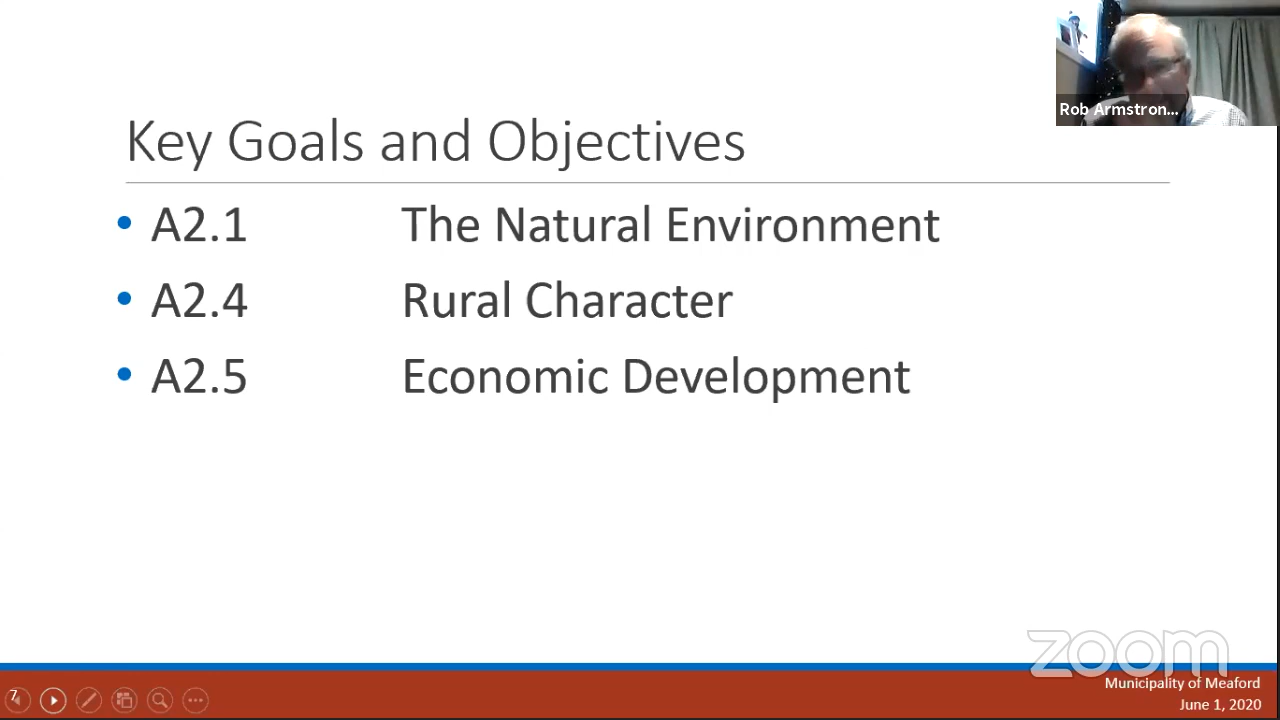 Rob Armstron...
Key Goals and Objectives
• A2.1 The Natural Environment
• A2.4 Rural Character
• A2.5 Economic Development
zoom
7
Municipality of Meaford
June 1, 2020